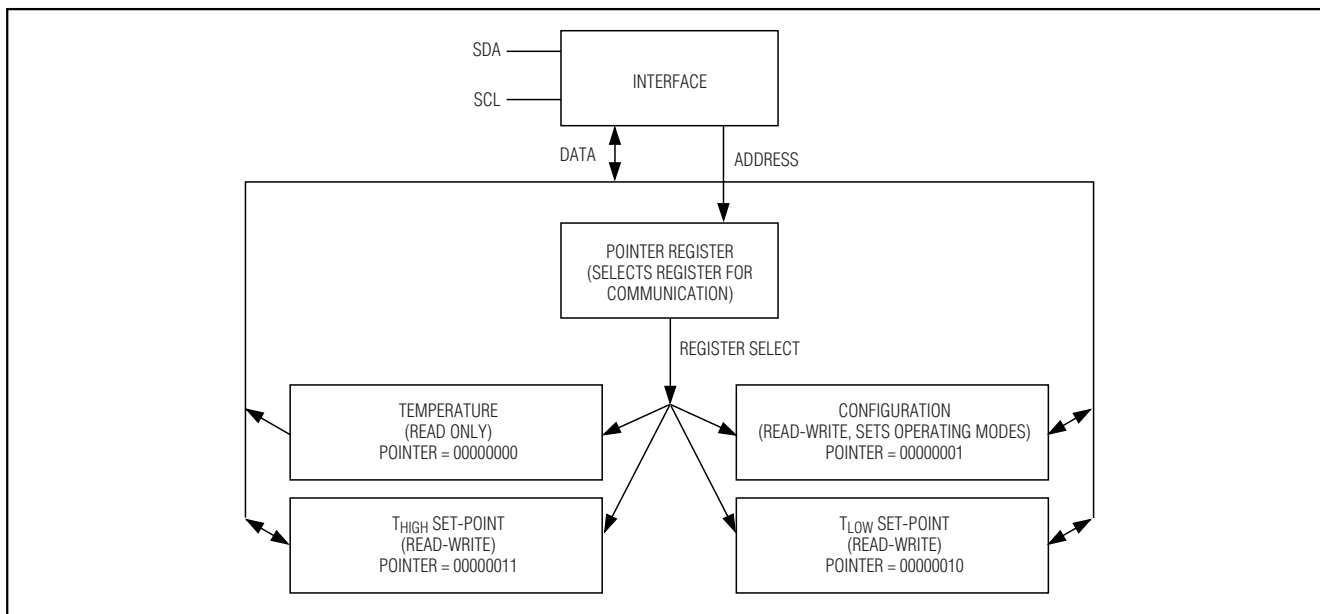 SDA
SCL
INTERFACE
DATA
ADDRESS
POINTER REGISTER
(SELECTS REGISTER FOR
COMMUNICATION)
REGISTER SELECT
TEMPERATURE
(READ ONLY)
POINTER = 00000000
CONFIGURATION
(READ-WRITE, SETS OPERATING MODES)
POINTER = 00000001
THIGH SET-POINT
(READ-WRITE)
POINTER = 00000011
TLOW SET-POINT
(READ-WRITE)
POINTER = 00000010